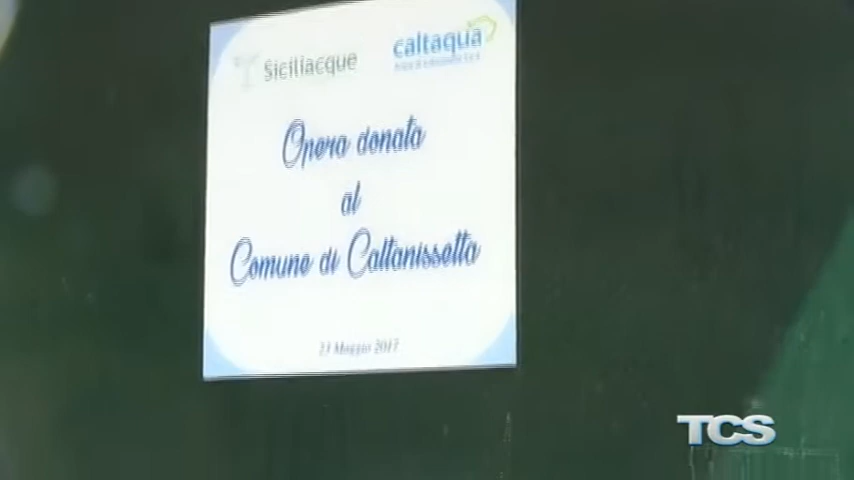 Siciliacque
caltaqua
Opera donata
al
Comune di Caltanissetta
Maggio 2017
TCS